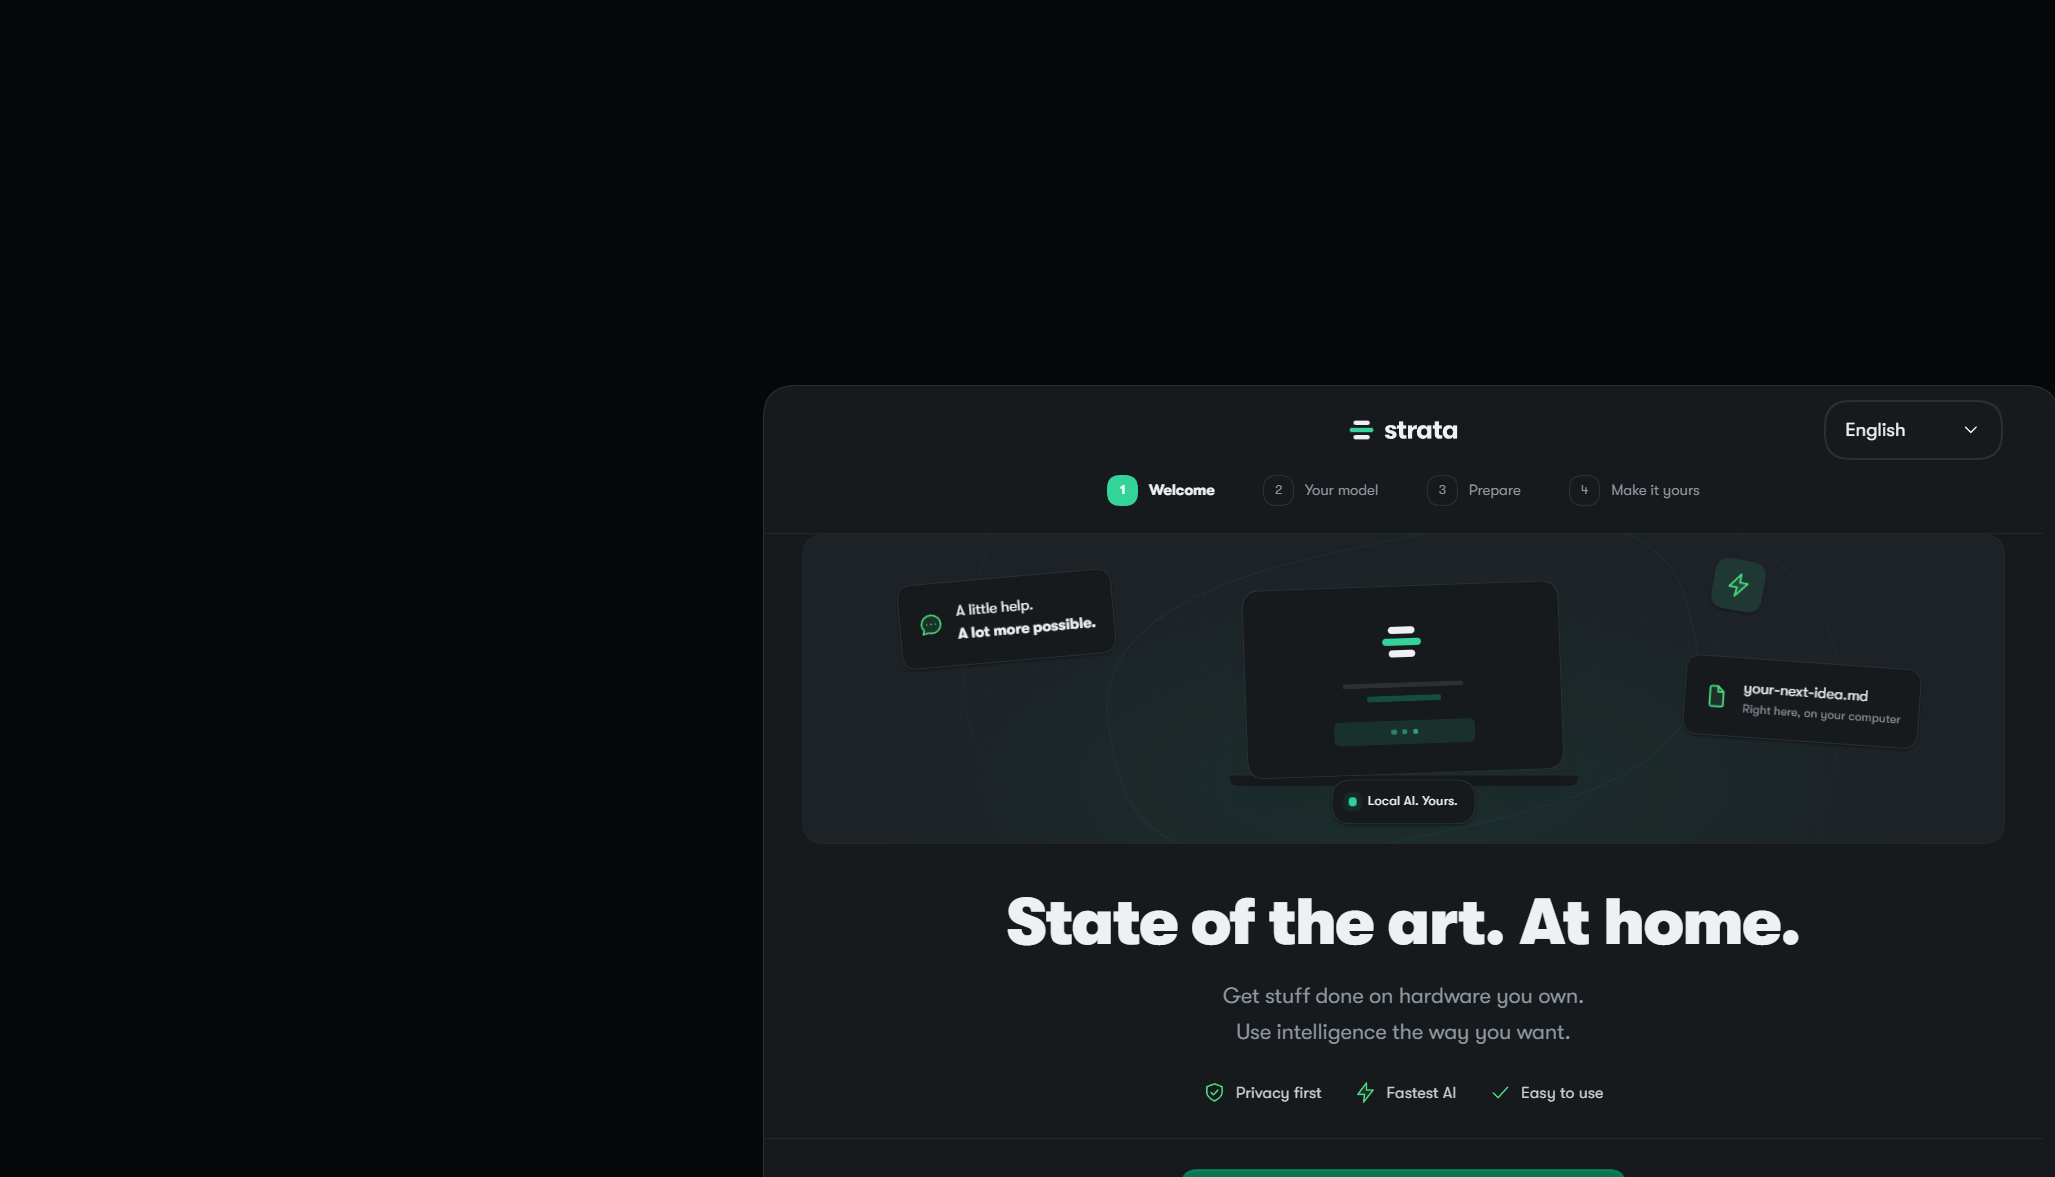 strata
English
1 Welcome
2 Your model
3 Prepare
4 Make it yours
A little help.
A lot more possible.
your-next-idea.md
Right here, on your computer
Local AI. Yours.
State of the art. At home.
Get stuff done on hardware you own.
Use intelligence the way you want.
Privacy first
Fastest AI
Easy to use